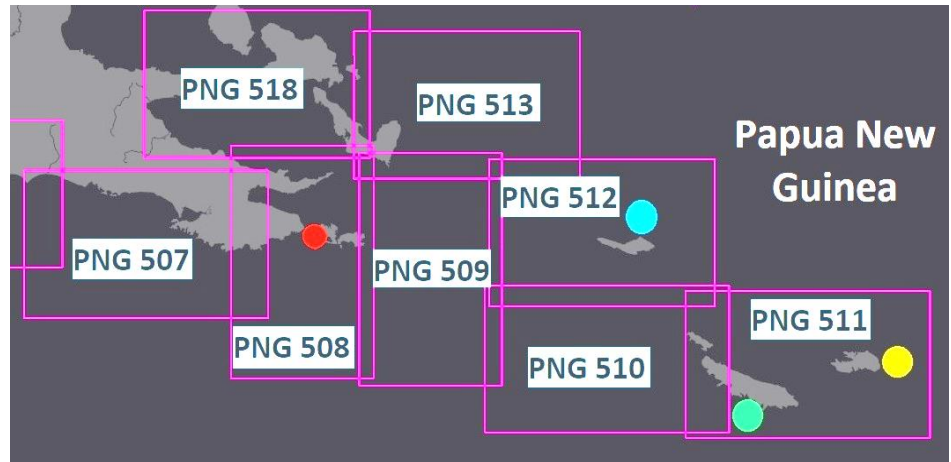 PNG 518
PNG 513
Papua New
Guinea
PNG 512
PNG 507
PNG 509
PNG 511
PNG 508
PNG 510